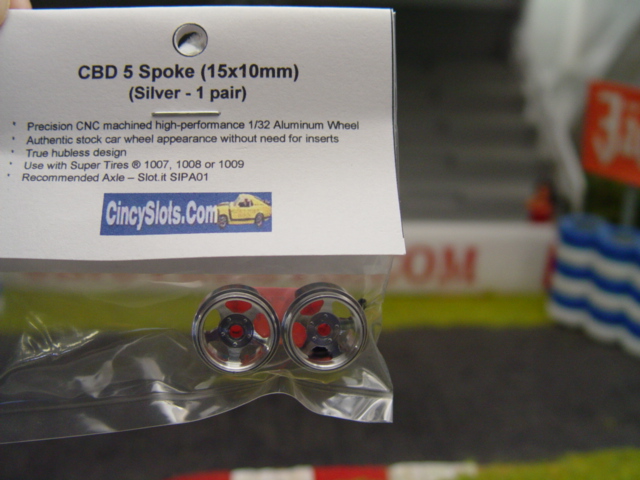 CBD 5 Spoke (15x10mm)
(Silver - 1 pair)
* Precision CNC machined high-performance 1/32 Aluminum Wheel
* Authentic stock car wheel appearance without need for inserts
* True hubless design
* Use with Super Tires ® 1007, 1008 or 1009
* Recommended Axle – Slot.it SIPA01
CincySlots.Com